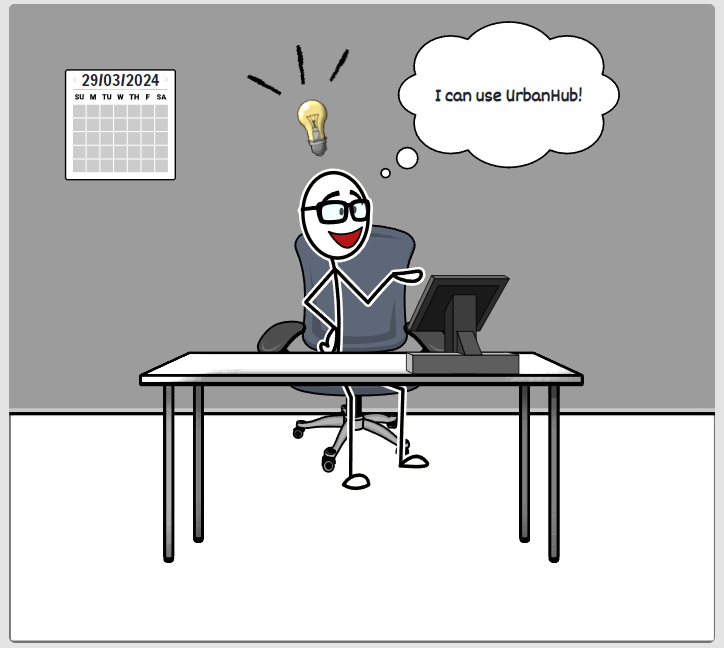 29/03/2024
SU M TU W TH F SA
I can use UrbanHub!